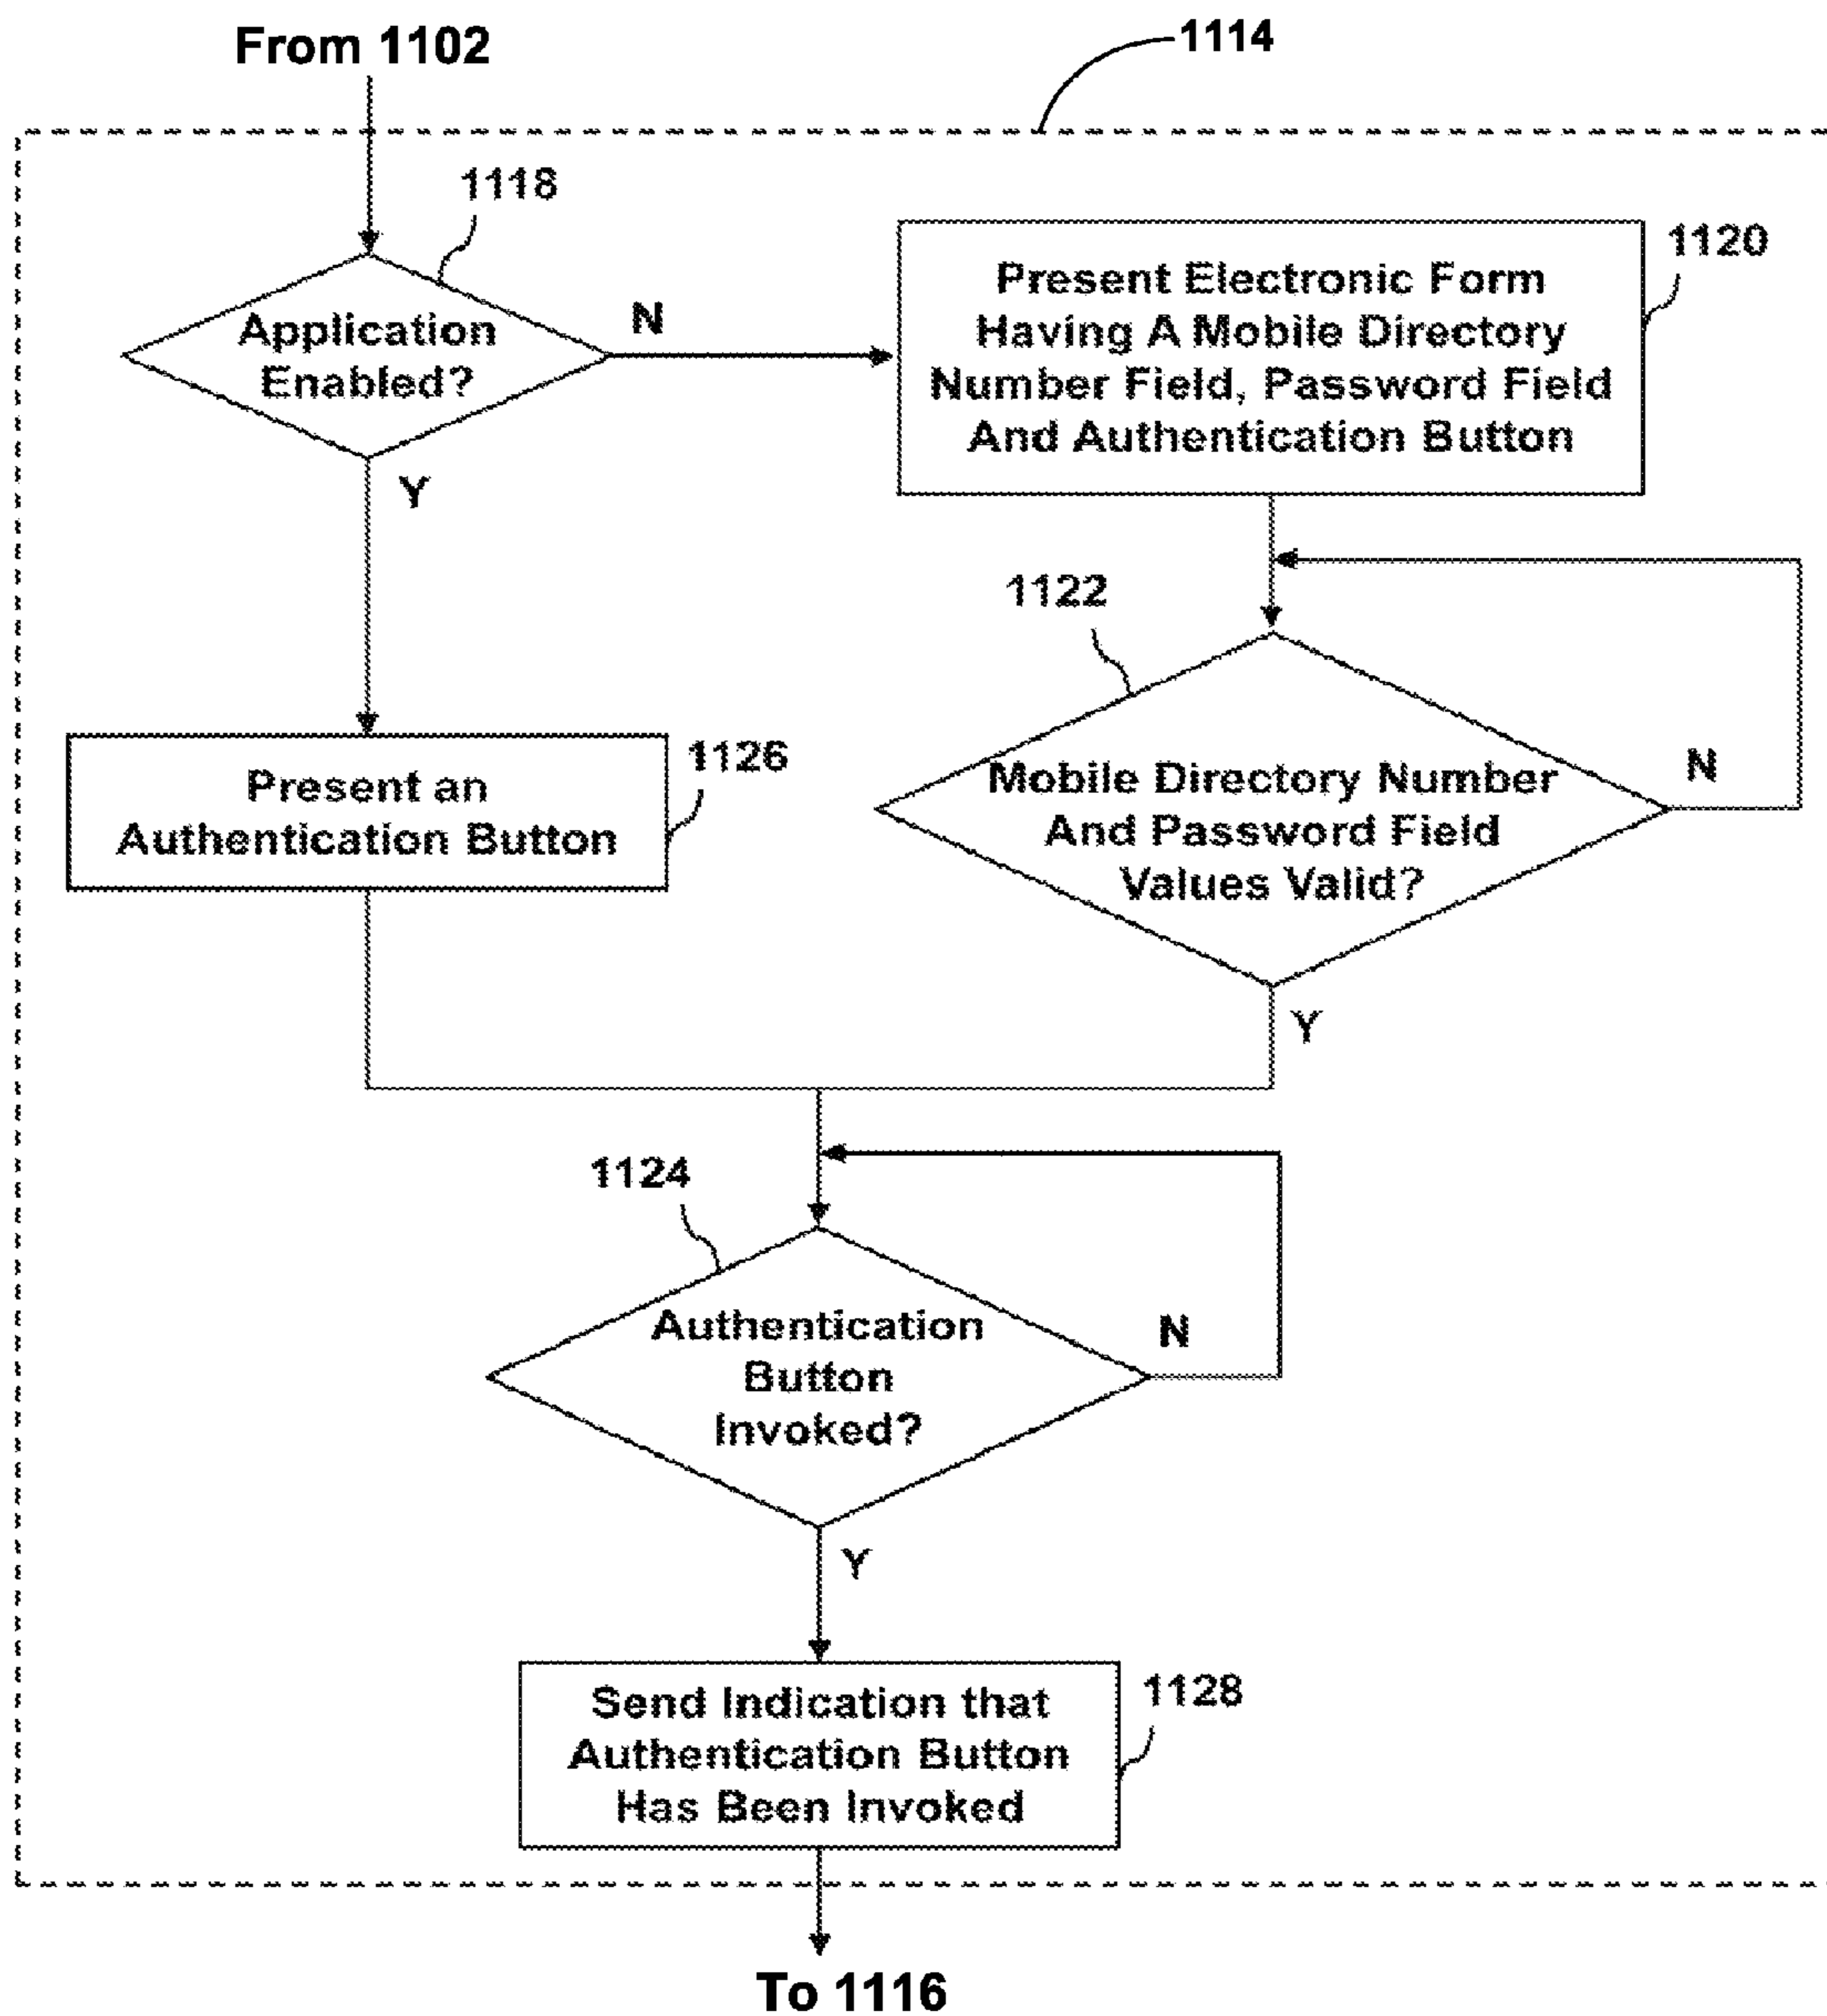 From 1102
1114
1118
Application
Enabled?
N
Y
1120
Present Electronic Form
Having A Mobile Directory
Number Field, Password Field
And Authentication Button
1122
Mobile Directory Number
And Password Field
Values Valid?
N
Y
1126
Present an
Authentication Button
1124
Authentication
Button
Invoked?
N
Y
1128
Send Indication that
Authentication Button
Has Been Invoked
To 1116